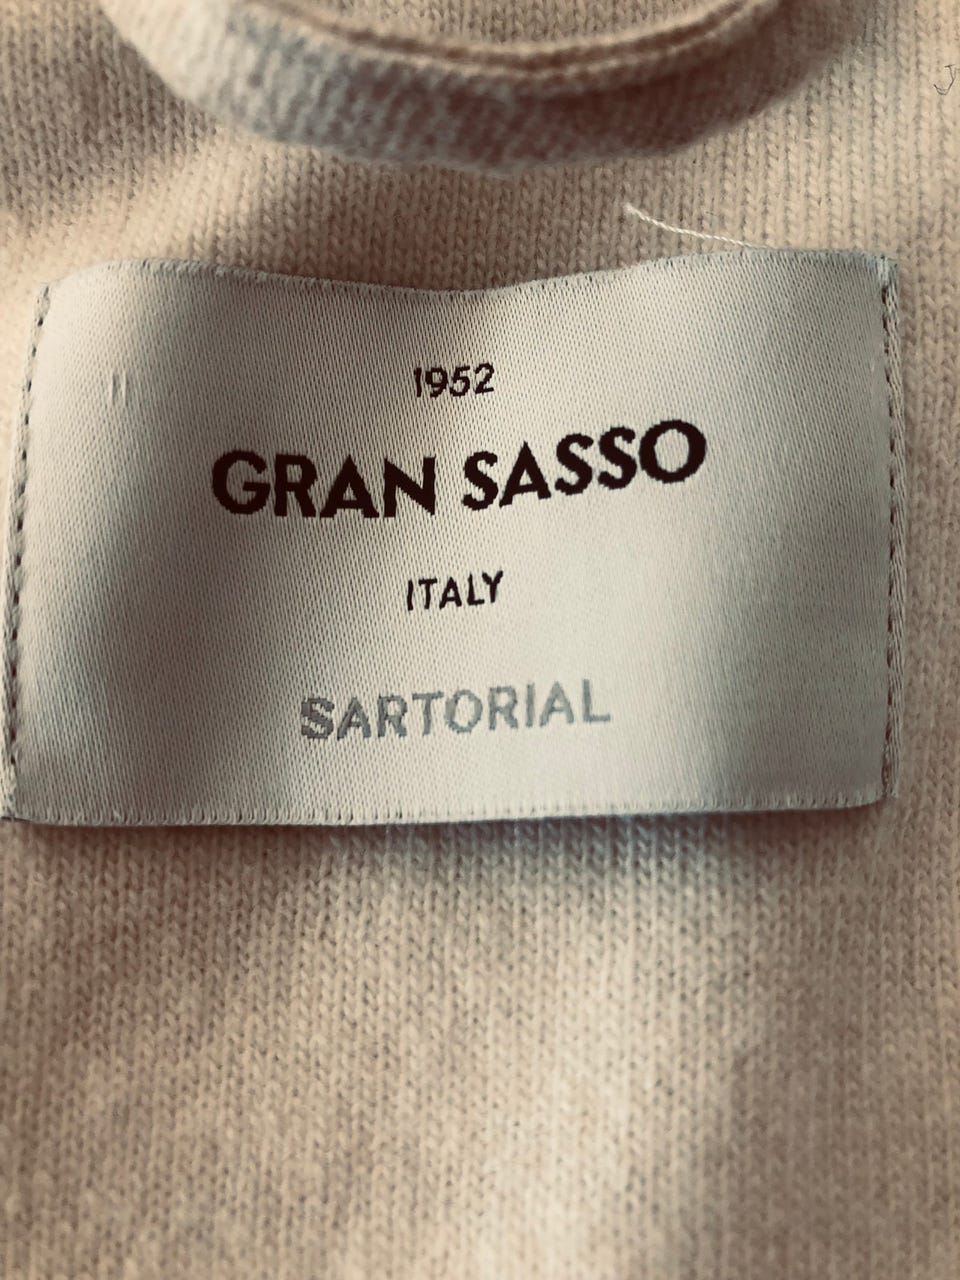 1952
GRAN SASSO
ITALY
SARTORIAL